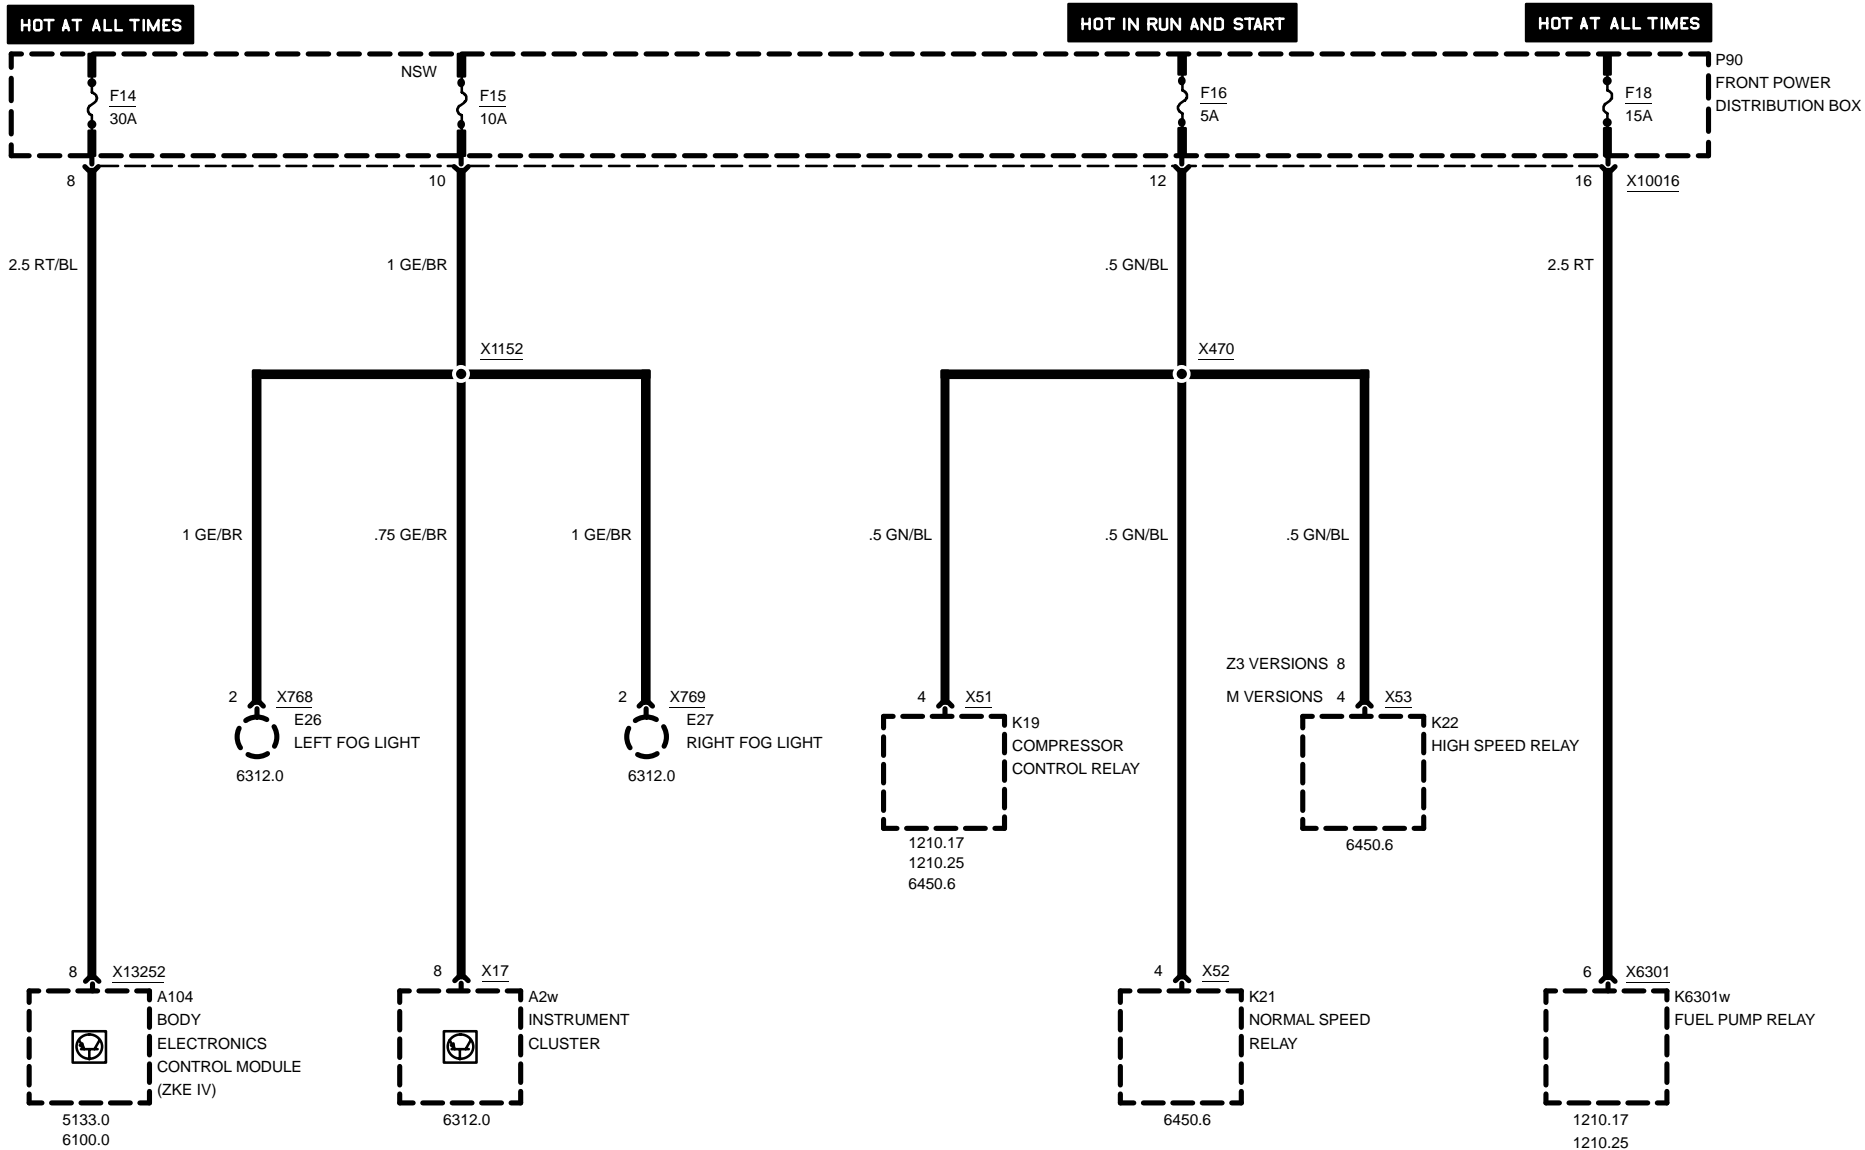 HOT AT ALL TIMES
HOT IN RUN AND START
HOT AT ALL TIMES
NSW
F14
30A
F15
10A
F16
5A
F18
15A
P90
FRONT POWER
DISTRIBUTION BOX
8
10
12
16
X10016
2.5 RT/BL
1 GE/BR
.5 GN/BL
2.5 RT
X1152
X470
1 GE/BR
.75 GE/BR
1 GE/BR
.5 GN/BL
.5 GN/BL
.5 GN/BL
Z3 VERSIONS 8
M VERSIONS 4
X53
2
X768
E26
LEFT FOG LIGHT
6312.0
2
X769
E27
RIGHT FOG LIGHT
6312.0
4
X51
K19
COMPRESSOR
CONTROL RELAY
1210.17
1210.25
6450.6
K22
HIGH SPEED RELAY
6450.6
8
X13252
A104
BODY
ELECTRONICS
CONTROL MODULE
(ZKE IV)
5133.0
6100.0
8
X17
A2w
INSTRUMENT
CLUSTER
6312.0
4
X52
K21
NORMAL SPEED
RELAY
6450.6
6
X6301
K6301w
FUEL PUMP RELAY
1210.17
1210.25